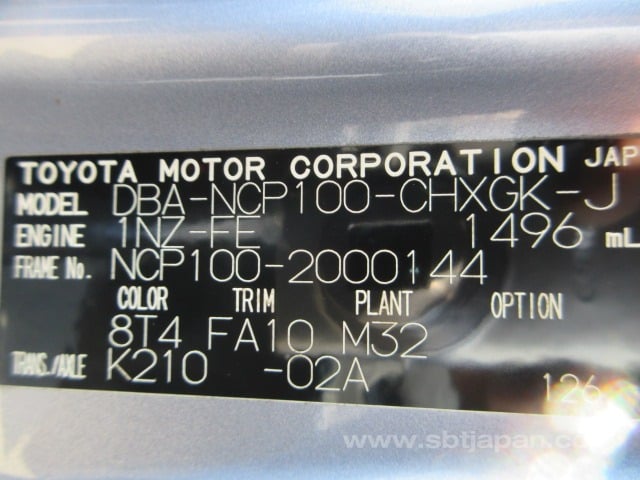 TOYOTA MOTOR CORPORATION JAP
MODEL DBA-NCP100-CHXGK-J
ENGINE 1NZ-FE 1496 mL
FRAME No. NCP100-2000144
COLOR TRIM PLANT OPTION
8T4 FA10 M32
TRANS./AXLE K210 -02A 126
www.sbtjapan.co